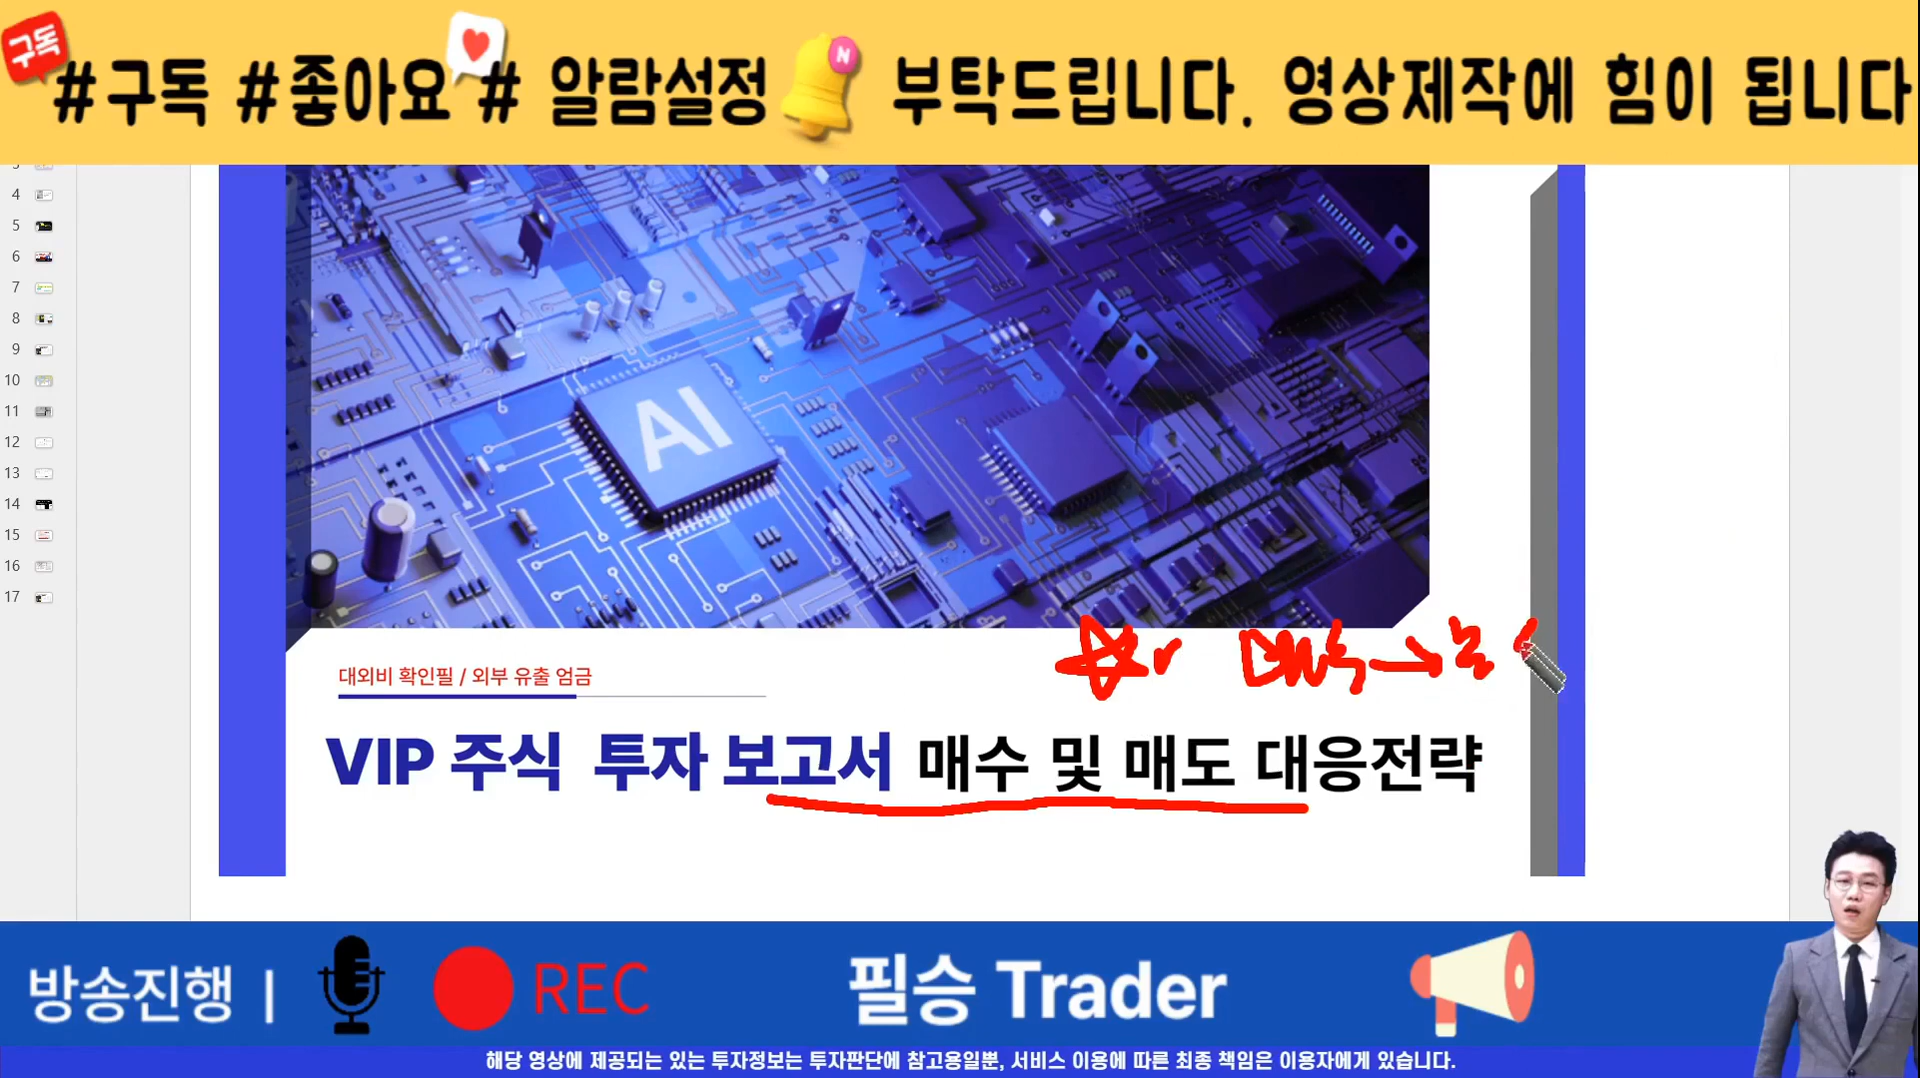 구독
N
#구독 #좋아요 # 알람설정 부탁드립니다. 영상제작에 힘이 됩니다
4
5
6
7
8
9
10
11
12
13
14
15
16
17
AI
대외비 확인필 / 외부 유출 엄금
VIP 주식 투자 보고서 매수 및 매도 대응전략
방송진행 | REC 필승 Trader
해당 영상에 제공되는 있는 투자정보는 투자판단에 참고용일뿐, 서비스 이용에 따른 최종 책임은 이용자에게 있습니다.